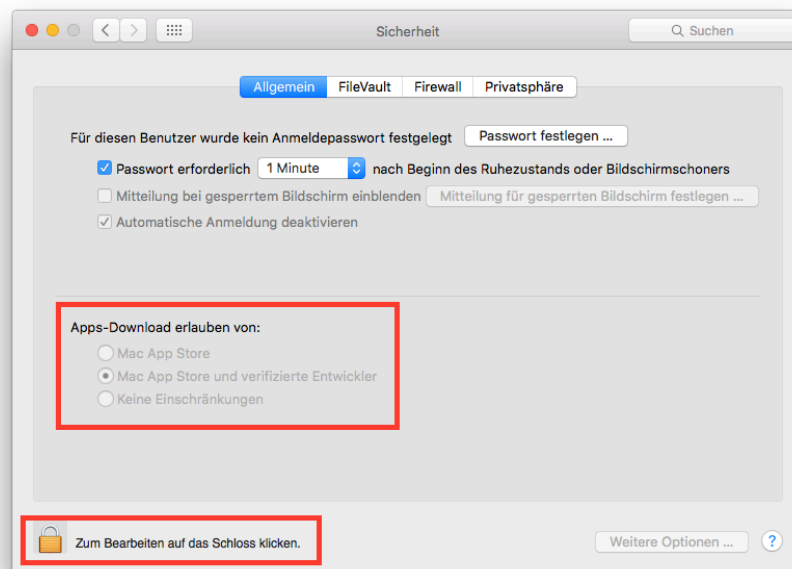 Sicherheit
Suchen
Allgemein FileVault Firewall Privatsphäre
Für diesen Benutzer wurde kein Anmeldepasswort festgelegt Passwort festlegen ...
Passwort erforderlich 1 Minute nach Beginn des Ruhezustands oder Bildschirmschoners
Mitteilung bei gesperrtem Bildschirm einblenden Mitteilung für gesperrten Bildschirm festlegen ...
Automatische Anmeldung deaktivieren
Apps-Download erlauben von:
Mac App Store
Mac App Store und verifizierte Entwickler
Keine Einschränkungen
Zum Bearbeiten auf das Schloss klicken.
Weitere Optionen ... ?